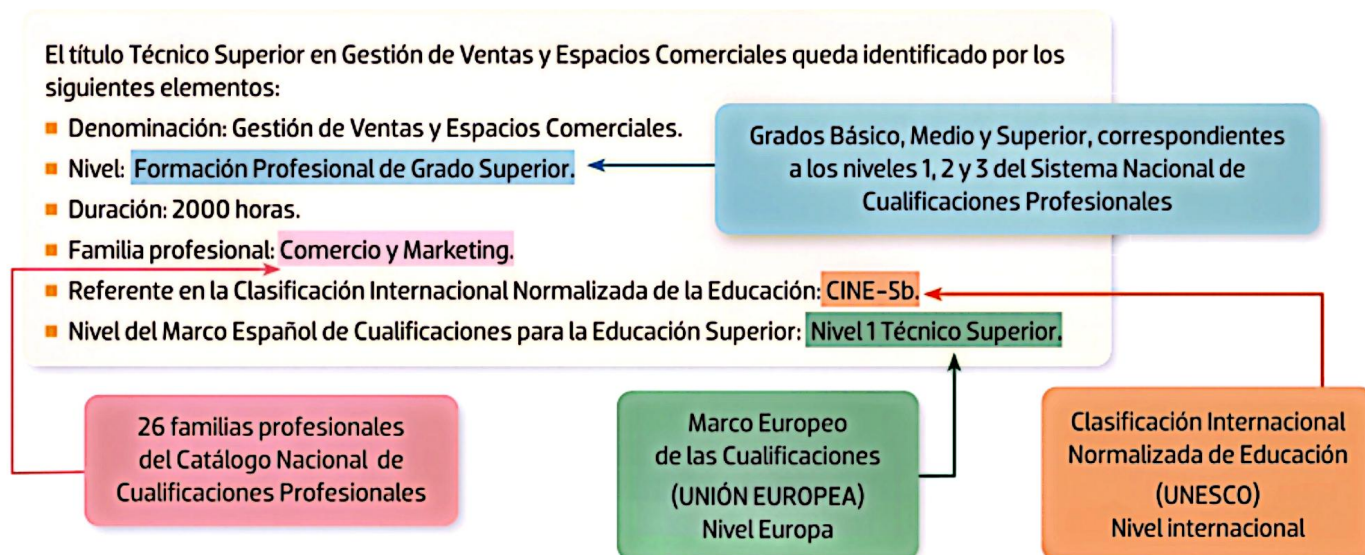 El título Técnico Superior en Gestión de Ventas y Espacios Comerciales queda identificado por los
siguientes elementos:
Denominación: Gestión de Ventas y Espacios Comerciales.
Nivel: Formación Profesional de Grado Superior.
Duración: 2000 horas.
Familia profesional: Comercio y Marketing.
Referente en la Clasificación Internacional Normalizada de la Educación: CINE-5b.
Nivel del Marco Español de Cualificaciones para la Educación Superior: Nivel 1 Técnico Superior.
Grados Básico, Medio y Superior, correspondientes
a los niveles 1, 2 y 3 del Sistema Nacional de
Cualificaciones Profesionales
26 familias profesionales
del Catálogo Nacional de
Cualificaciones Profesionales
Marco Europeo
de las Cualificaciones
(UNIÓN EUROPEA)
Nivel Europa
Clasificación Internacional
Normalizada de Educación
(UNESCO)
Nivel internacional